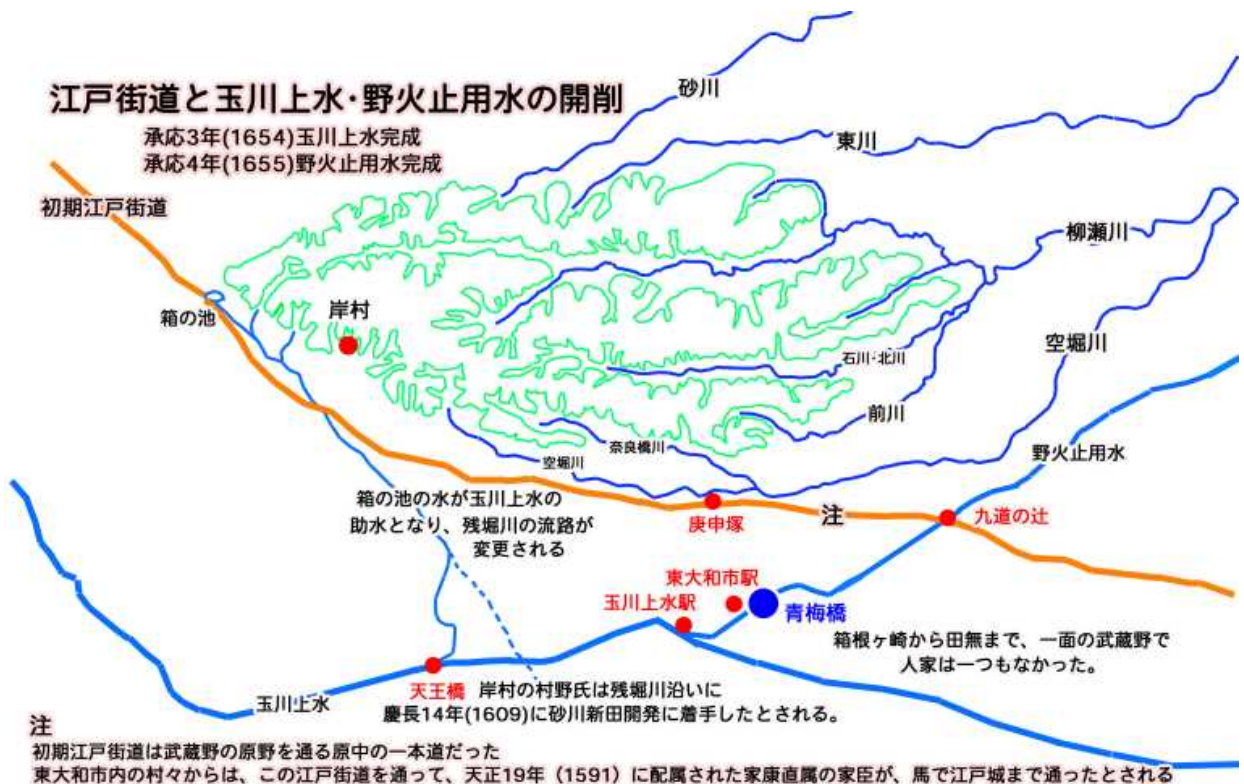 江戸街道と玉川上水・野火止用水の開削
承応3年(1654)玉川上水完成
承応4年(1655)野火止用水完成
砂川
東川
初期江戸街道
柳瀬川
箱の池
岸村
空堀川
石川・北川
前川
奈良橋川
空堀川
野火止用水
箱の池の水が玉川上水の
助水となり、残堀川の流路が
変更される
庚申塚
注
九道の辻
東大和市駅
玉川上水駅
青梅橋
箱根ヶ崎から田無まで、一面の武蔵野で
人家は一つもなかった。
天王橋
玉川上水
岸村の村野氏は残堀川沿いに
慶長14年(1609)に砂川新田開発に着手したとされる。
注
初期江戸街道は武蔵野の原野を通る原中の一本道だった
東大和市内の村々からは、この江戸街道を通って、天正19年（1591）に配属された家康直属の家臣が、馬で江戸城まで通ったとされる